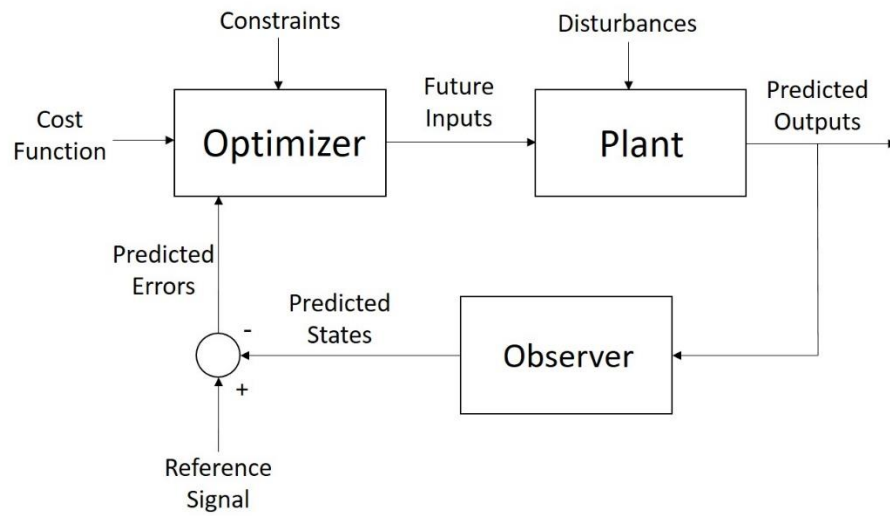 Constraints
Disturbances
Cost
Function
Optimizer
Future
Inputs
Plant
Predicted
Outputs
Predicted
Errors
-
+
Predicted
States
Observer
Reference
Signal